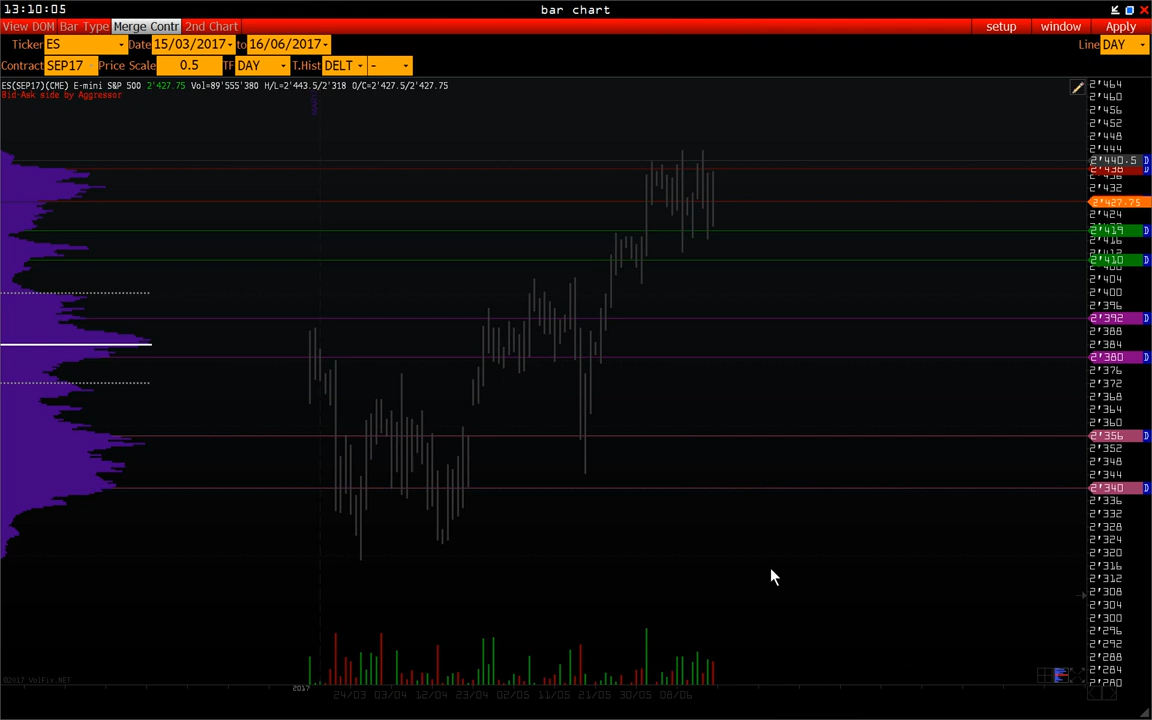 13:10:05 bar chart
View DOM Bar Type Merge Contr 2nd Chart setup window Apply
Ticker ES Date 15/03/2017 to 16/06/2017 Line DAY
Contract SEP17 Price Scale 0.5 TF DAY T.Hist DELT -
ES(SEP17)(CME) E-mini S&P 500 2'427.75 Vol=89'555'380 H/L=2'443.5/2'318 O/C=2'427.5/2'427.75
Bid-Ask side by Aggressor
2'464
2'460
2'456
2'452
2'448
2'444
2'440.5 D
2'438 D
2'436
2'432
2'427.75
2'424
2'419 D
2'416
2'412
2'410 D
2'404
2'400
2'396
2'392 D
2'388
2'384
2'380 D
2'376
2'372
2'368
2'364
2'360
2'356 D
2'352
2'348
2'344
2'340 D
2'336
2'332
2'328
2'324
2'320
2'316
2'312
2'308
2'304
2'300
2'296
2'292
2'288
2'284
2'280
©2017 VolFix.NET
2017 24/03 03/04 12/04 23/04 02/05 11/05 21/05 30/05 08/06